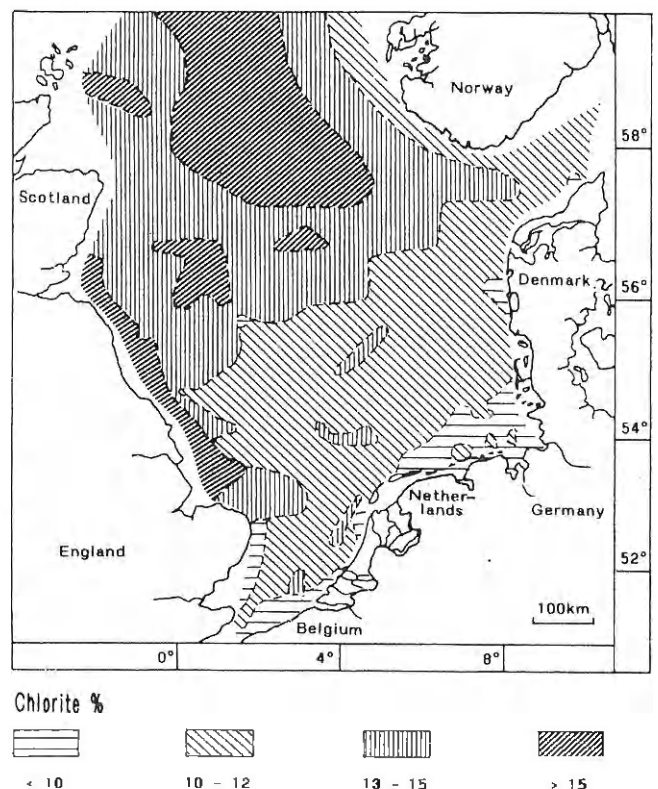 Norway
58°
Scotland
Denmark
56°
54°
Nether-
lands
Germany
England
52°
100km
Belgium
0°
4°
8°
Chlorite %
< 10
10 - 12
13 - 15
> 15